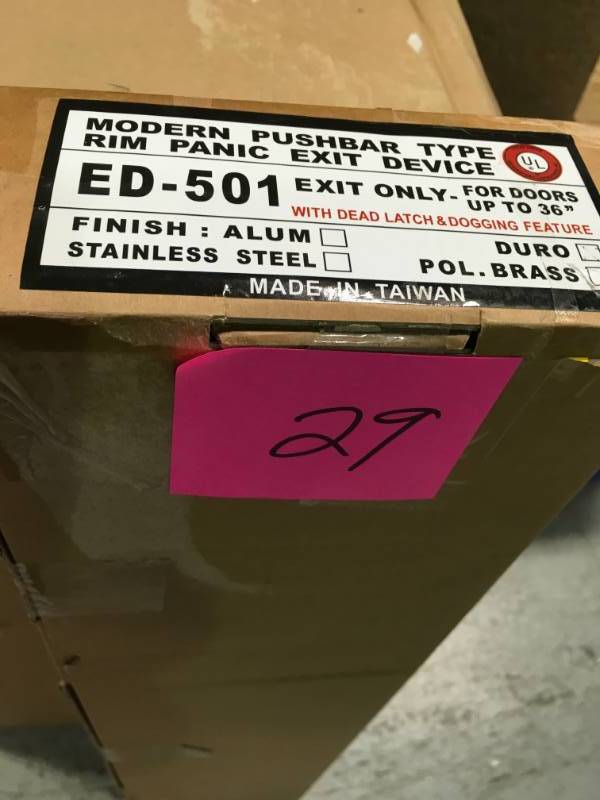 MODERN PUSHBAR TYPE
RIM PANIC EXIT DEVICE
UL
ED-501 EXIT ONLY- FOR DOORS UP TO 36"
WITH DEAD LATCH & DOGGING FEATURE
FINISH : ALUM
DURO
STAINLESS STEEL
POL. BRASS
MADE IN TAIWAN
29